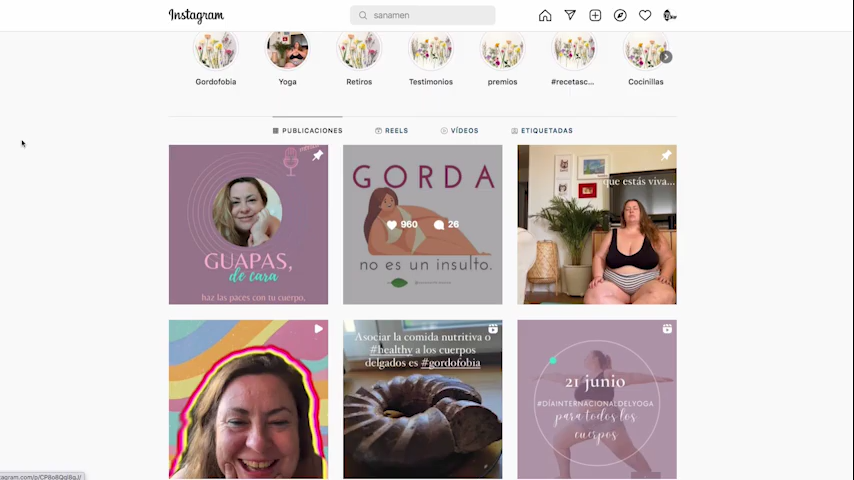 Instagram
sanamen
Gordofobia
Yoga
Retiros
Testimonios
premios
#recetasc...
Cocinillas
PUBLICACIONES
REELS
VÍDEOS
ETIQUETADAS
GUAPAS,
de cara
haz las paces con tu cuerpo,
GORDA
960
26
no es un insulto.
que estás viva...
Asociar la comida nutritiva o
#healthy a los cuerpos
delgados es #gordofobia
21 junio
#DÍAINTERNACIONALDELYOGA
para todos los
cuerpos